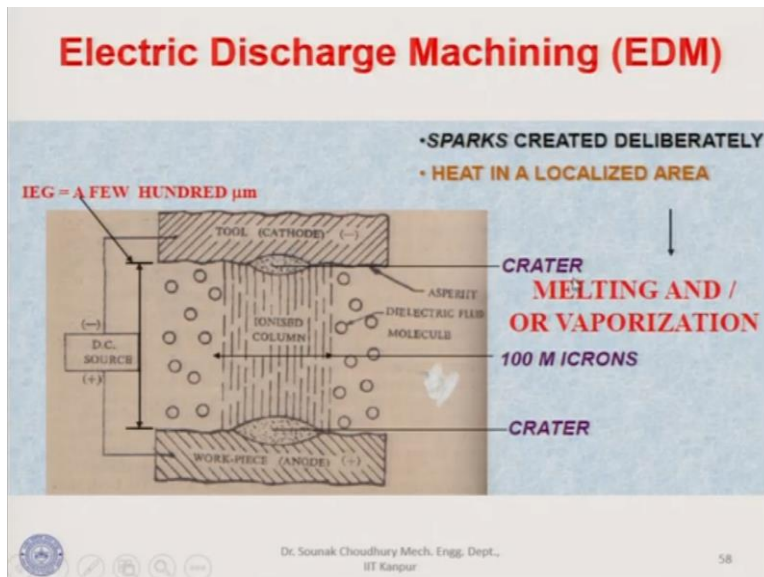 Electric Discharge Machining (EDM)
•SPARKS CREATED DELIBERATELY
• HEAT IN A LOCALIZED AREA
IEG = A FEW HUNDRED µm
TOOL (CATHODE) (–)
CRATER
ASPERITY
MELTING AND /
OR VAPORIZATION
DIELECTRIC FLUID
MOLECULE
IONISED
COLUMN
(–)
D.C.
SOURCE
(+)
100 M ICRONS
CRATER
WORK-PIECE (ANODE) (+)
Dr. Sounak Choudhury Mech. Engg. Dept.,
IIT Kanpur
58